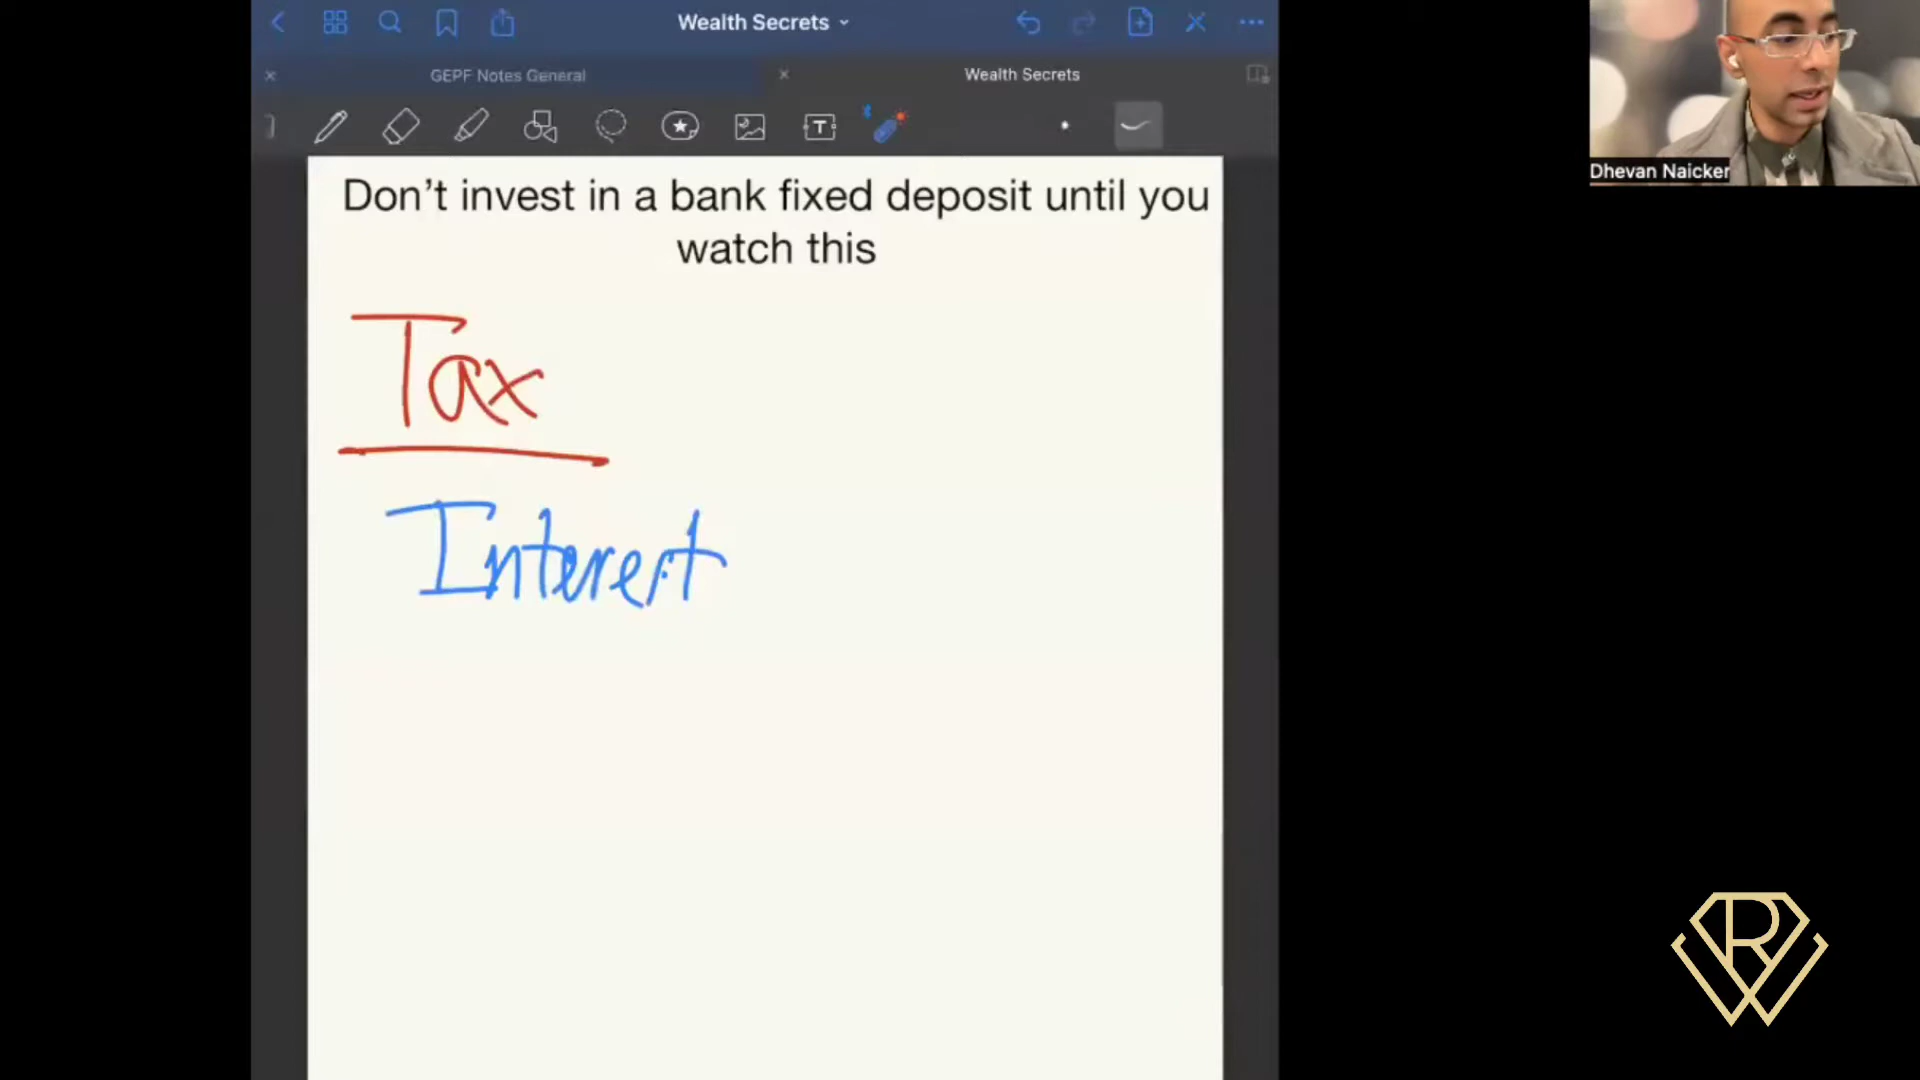 Wealth Secrets
GEPF Notes General
Wealth Secrets
T
Dhevan Naicker
Don't invest in a bank fixed deposit until you
watch this
Tax
Interest
RW